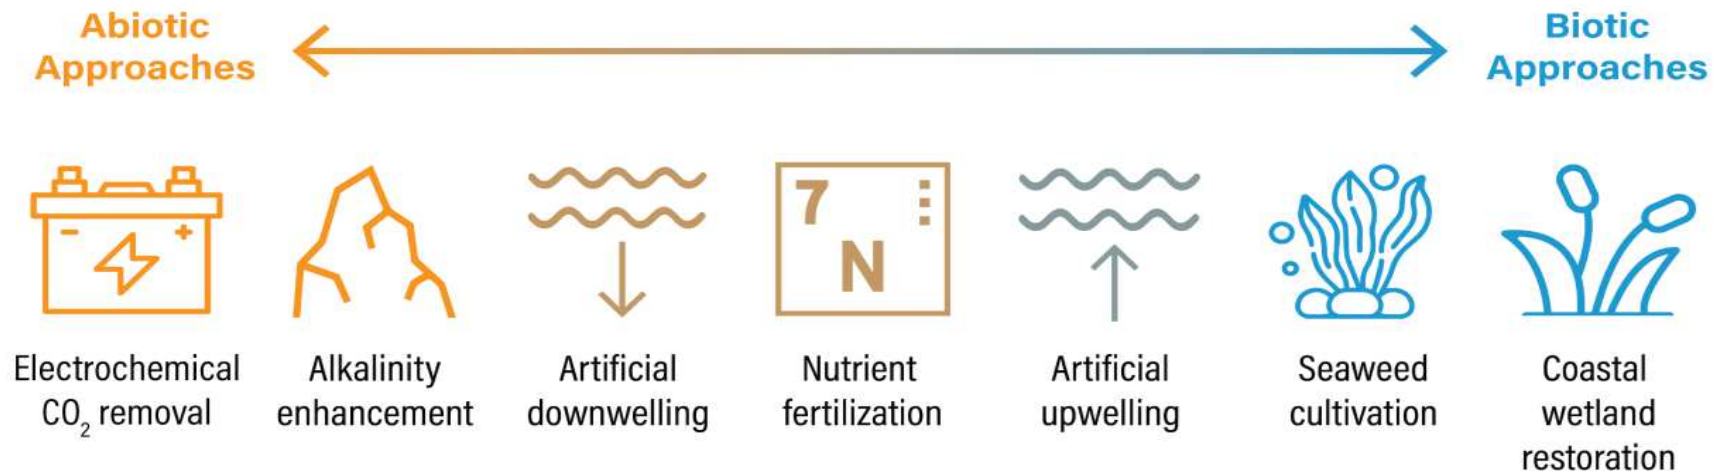 Abiotic
Approaches
Biotic
Approaches
7
N
Electrochemical
CO₂ removal
Alkalinity
enhancement
Artificial
downwelling
Nutrient
fertilization
Artificial
upwelling
Seaweed
cultivation
Coastal
wetland
restoration